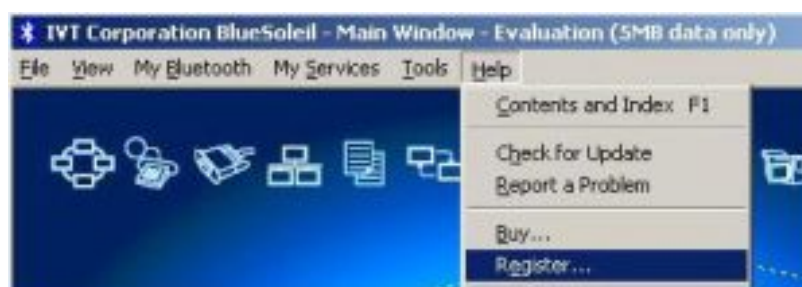 IVT Corporation BlueSoleil - Main Window - Evaluation (5MB data only)
File View My Bluetooth My Services Tools Help
Contents and Index F1
Check for Update
Report a Problem
Buy...
Register...